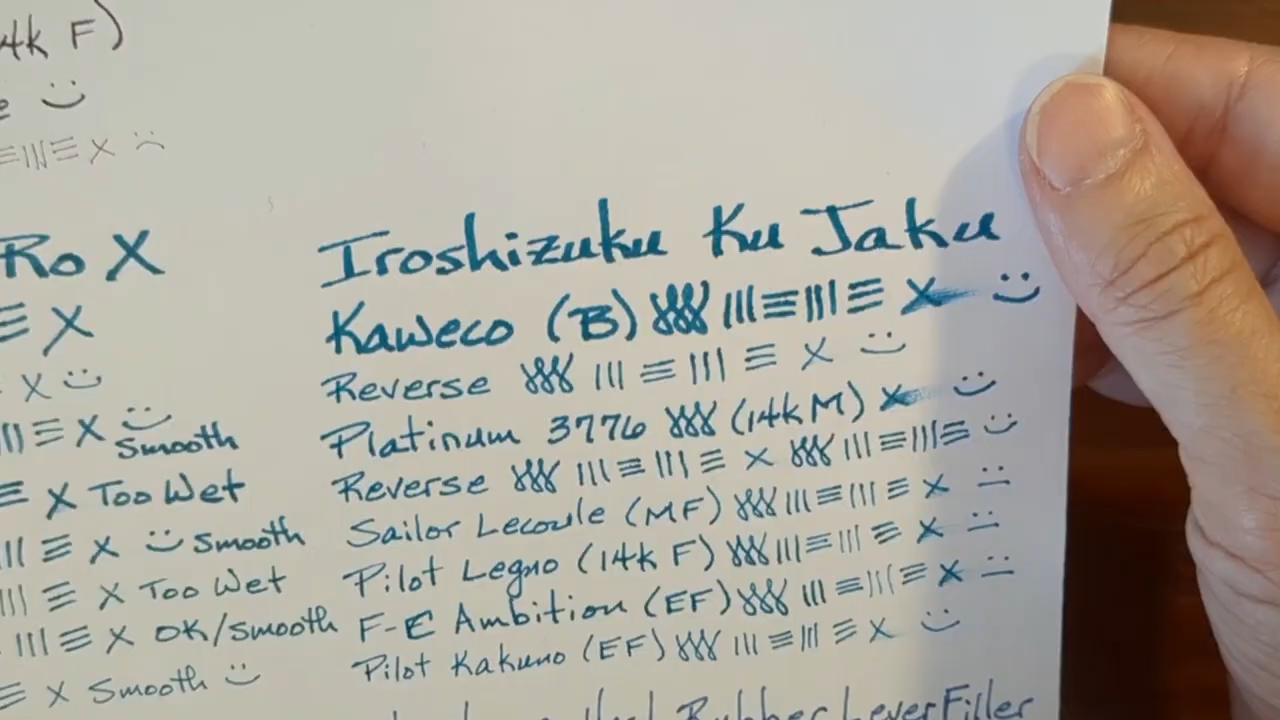 4k F)
Ro X
X
X
X Smooth
X Too Wet
X Smooth
X Too Wet
X OK/smooth
X Smooth
Iroshizuku Ku Jaku
Kaweco (B) X
Reverse X
Platinum 3776 (14k M) X
Reverse X
Sailor Lecoule (MF) X
Pilot Legno (14k F) X
F-C Ambition (EF) X
Pilot Kakuno (EF) X
Rubber Lever Filler